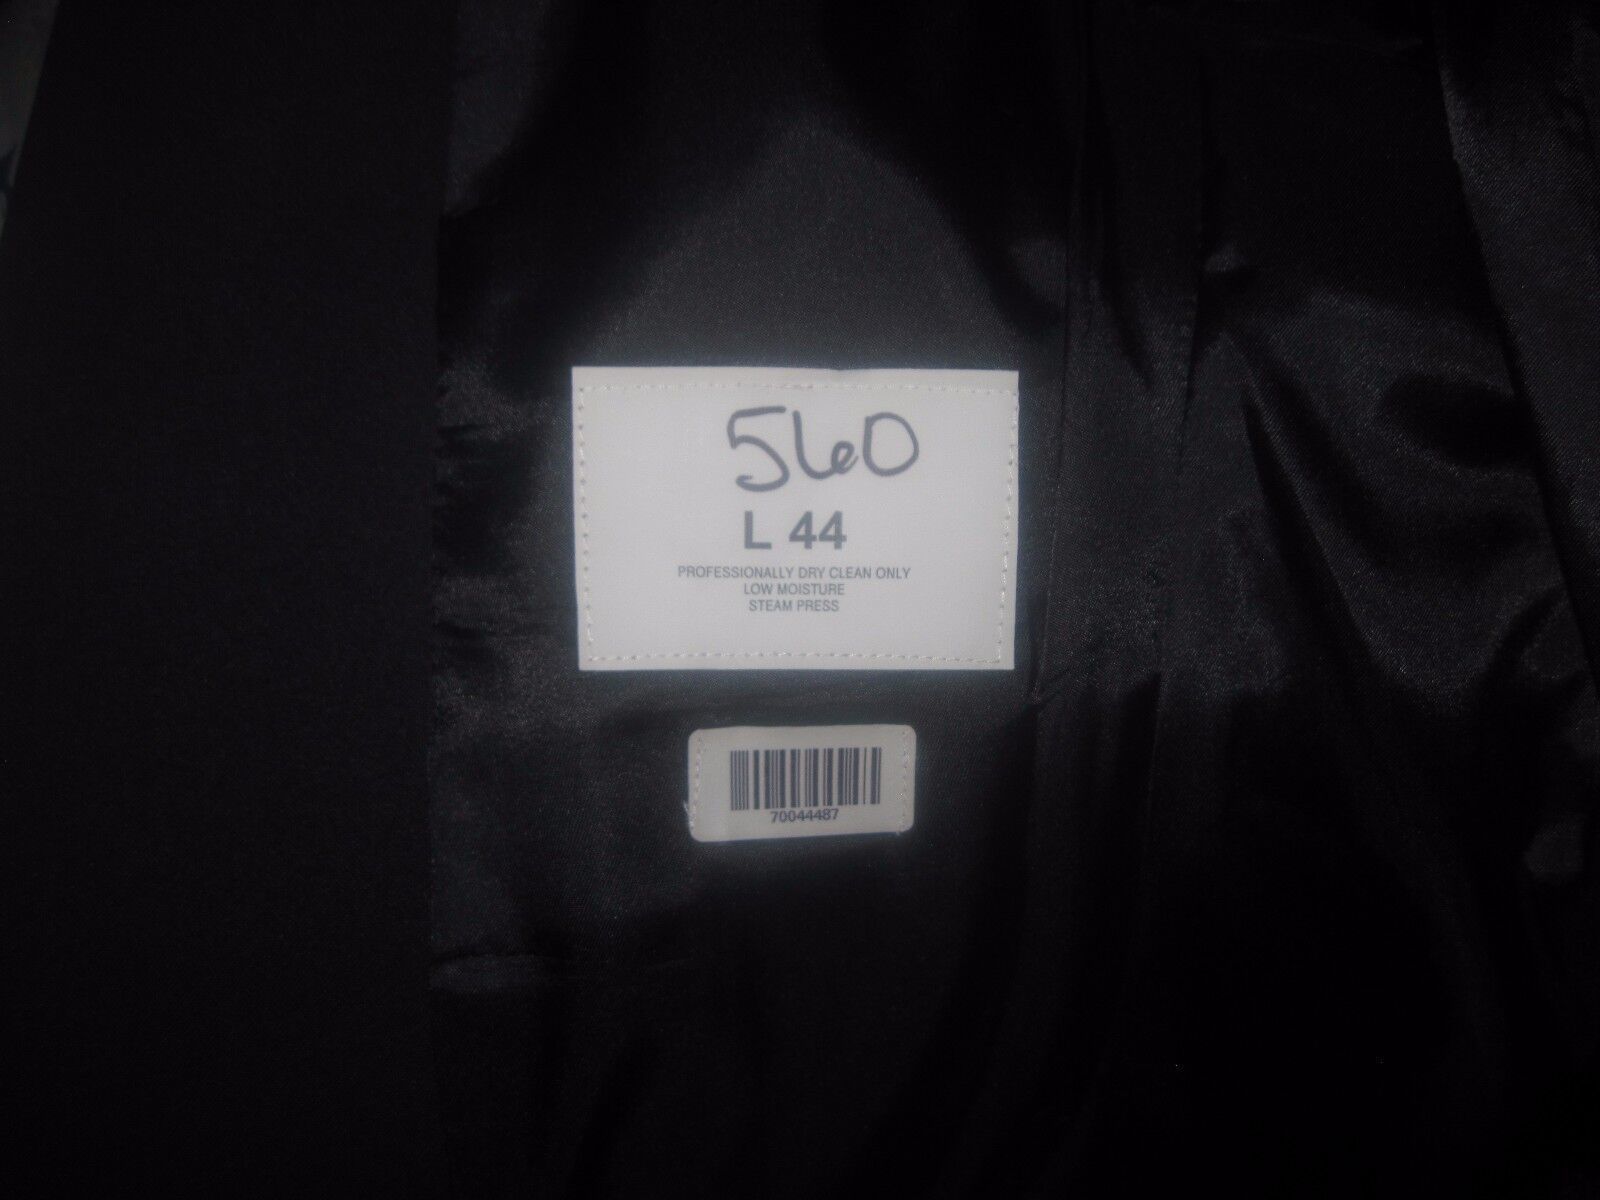 560
L 44
PROFESSIONALLY DRY CLEAN ONLY
LOW MOISTURE
STEAM PRESS
70044487